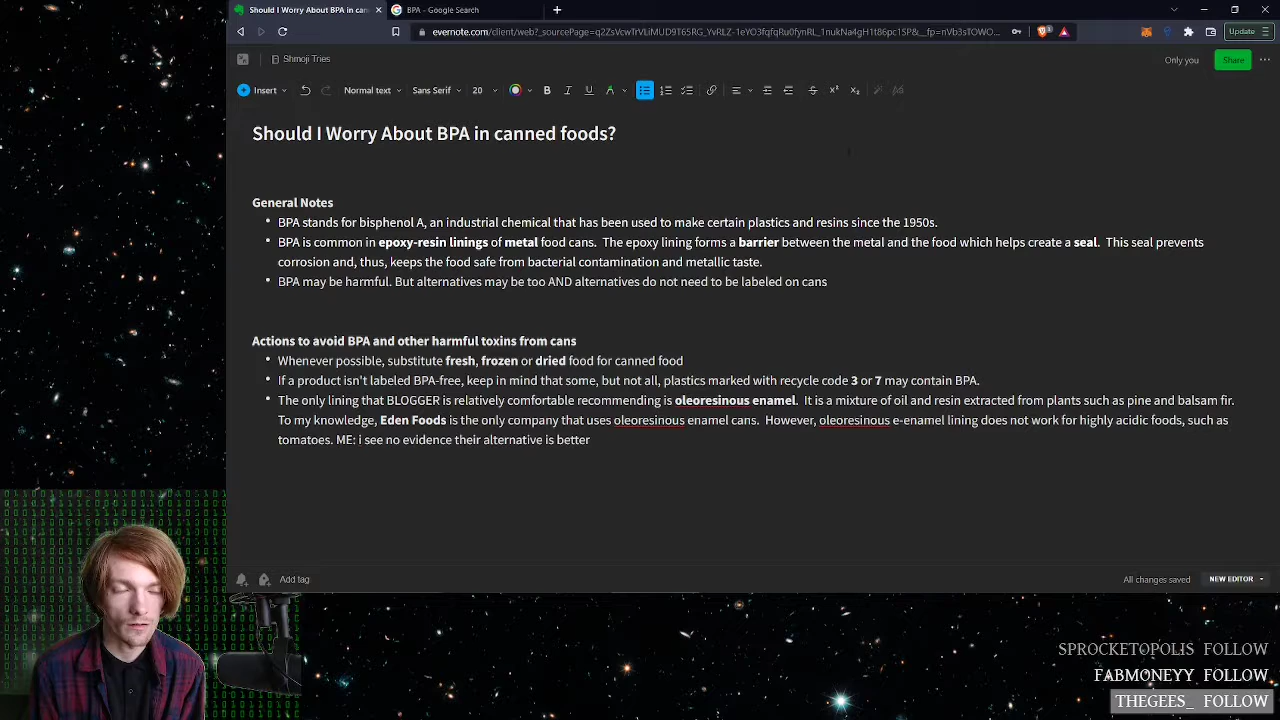 Should I Worry About BPA in can
BPA - Google Search
evernote.com/client/web?_sourcePage=
Update
Shmoji Tries
Only you
Share
Insert
Normal text
Sans Serif
20
B
I
U
A
Should I Worry About BPA in canned foods?
General Notes
• BPA stands for bisphenol A, an industrial chemical that has been used to make certain plastics and resins since the 1950s.
• BPA is common in epoxy-resin linings of metal food cans.  The epoxy lining forms a barrier between the metal and the food which helps create a seal.  This seal prevents
corrosion and, thus, keeps the food safe from bacterial contamination and metallic taste.
• BPA may be harmful. But alternatives may be too AND alternatives do not need to be labeled on cans
Actions to avoid BPA and other harmful toxins from cans
• Whenever possible, substitute fresh, frozen or dried food for canned food
• If a product isn't labeled BPA-free, keep in mind that some, but not all, plastics marked with recycle code 3 or 7 may contain BPA.
• The only lining that BLOGGER is relatively comfortable recommending is oleoresinous enamel.  It is a mixture of oil and resin extracted from plants such as pine and balsam fir.
To my knowledge, Eden Foods is the only company that uses oleoresinous enamel cans.  However, oleoresinous e-enamel lining does not work for highly acidic foods, such as
tomatoes. ME: i see no evidence their alternative is better
Add tag
All changes saved
NEW EDITOR
SPROCKETOPOLIS FOLLOW
FABMONEYY FOLLOW
THEGEES_ FOLLOW